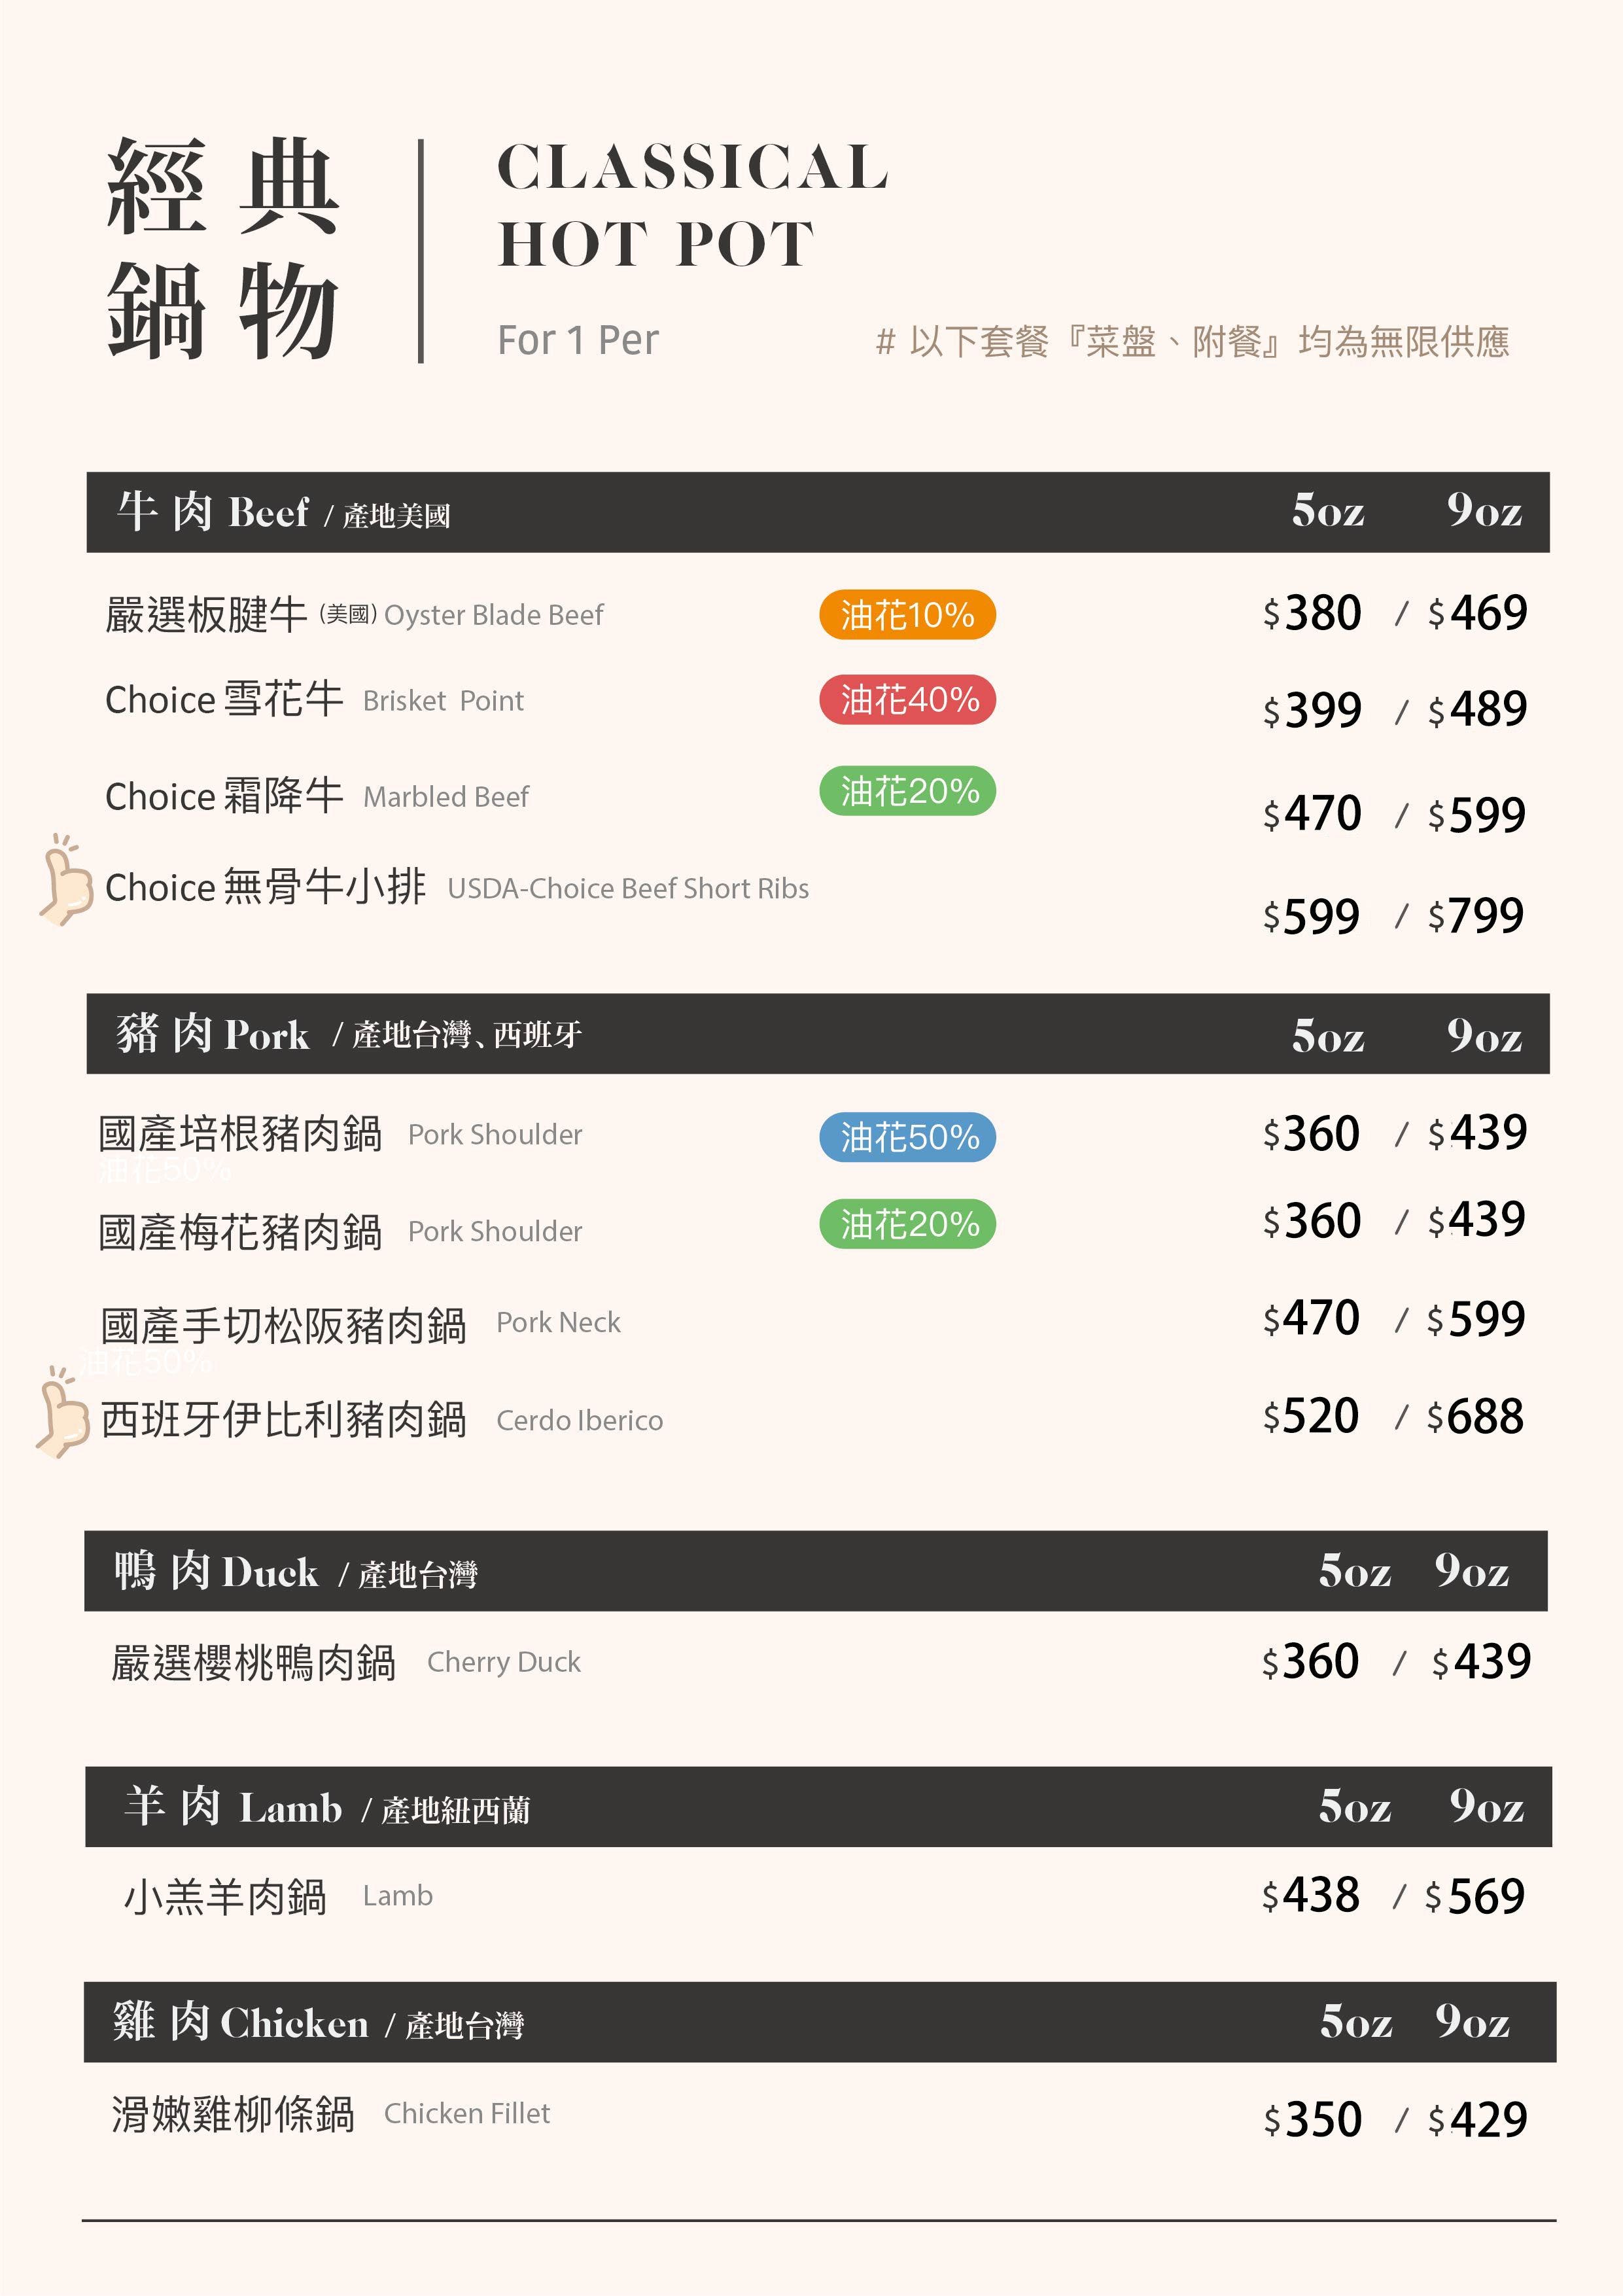 經典
鍋物
CLASSICAL
HOT POT
For 1 Per
# 以下套餐『菜盤、附餐』均為無限供應
牛肉 Beef / 產地美國 5oz 9oz
嚴選板腱牛 (美國) Oyster Blade Beef 油花10% $380 / $469
Choice 雪花牛 Brisket Point 油花40% $399 / $489
Choice 霜降牛 Marbled Beef 油花20% $470 / $599
Choice 無骨牛小排 USDA-Choice Beef Short Ribs $599 / $799
豬肉 Pork / 產地台灣、西班牙 5oz 9oz
國產培根豬肉鍋 Pork Shoulder 油花50% $360 / $439
油花50%
國產梅花豬肉鍋 Pork Shoulder 油花20% $360 / $439
國產手切松阪豬肉鍋 Pork Neck $470 / $599
油花50%
西班牙伊比利豬肉鍋 Cerdo Iberico $520 / $688
鴨肉 Duck / 產地台灣 5oz 9oz
嚴選櫻桃鴨肉鍋 Cherry Duck $360 / $439
羊肉 Lamb / 產地紐西蘭 5oz 9oz
小羔羊肉鍋 Lamb $438 / $569
雞肉 Chicken / 產地台灣 5oz 9oz
滑嫩雞柳條鍋 Chicken Fillet $350 / $429